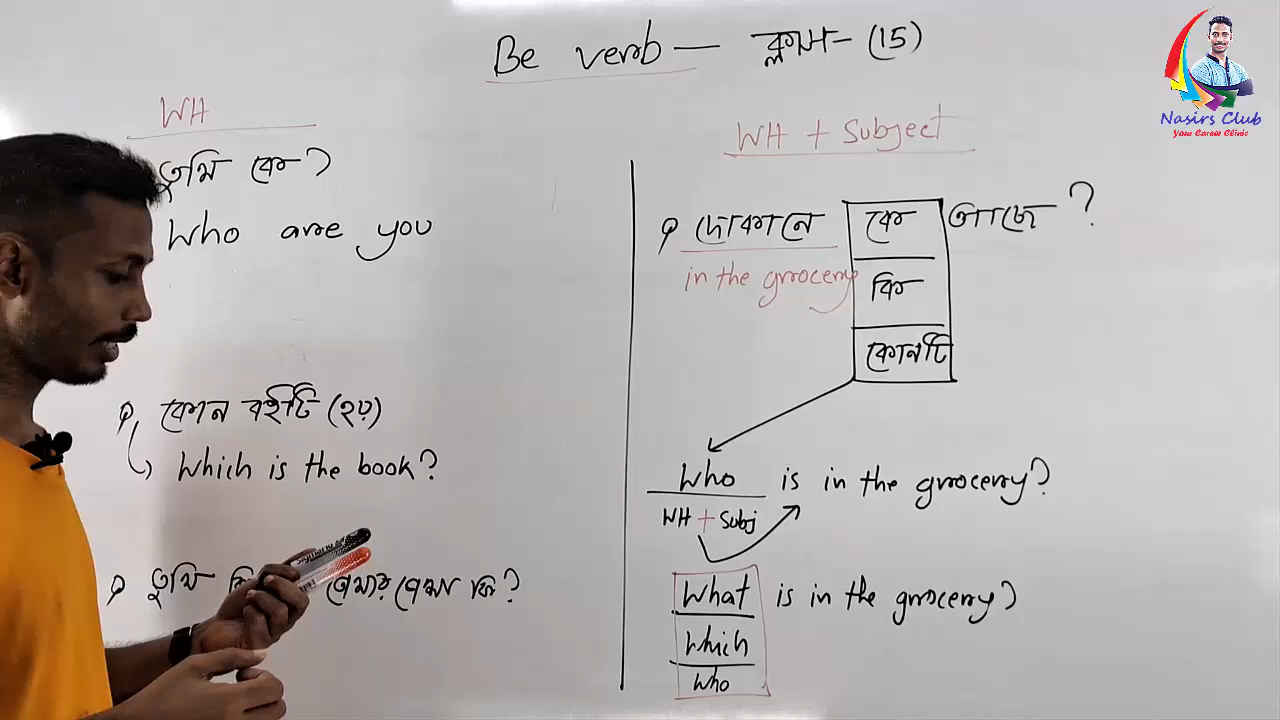 Be verb — ক্লাস - (15)
Nasirs Club
Your Career Clinic
WH
তুমি কে?
Who are you
কোন বইটি (হয়)
Which is the book?
তুমি কি তোমার পেশা কি?
WH + Subject
দোকানে কে আছে?
in the grocery
কি
কোনটি
Who is in the grocery?
WH + Subj
What is in the grocery?
Which
Who